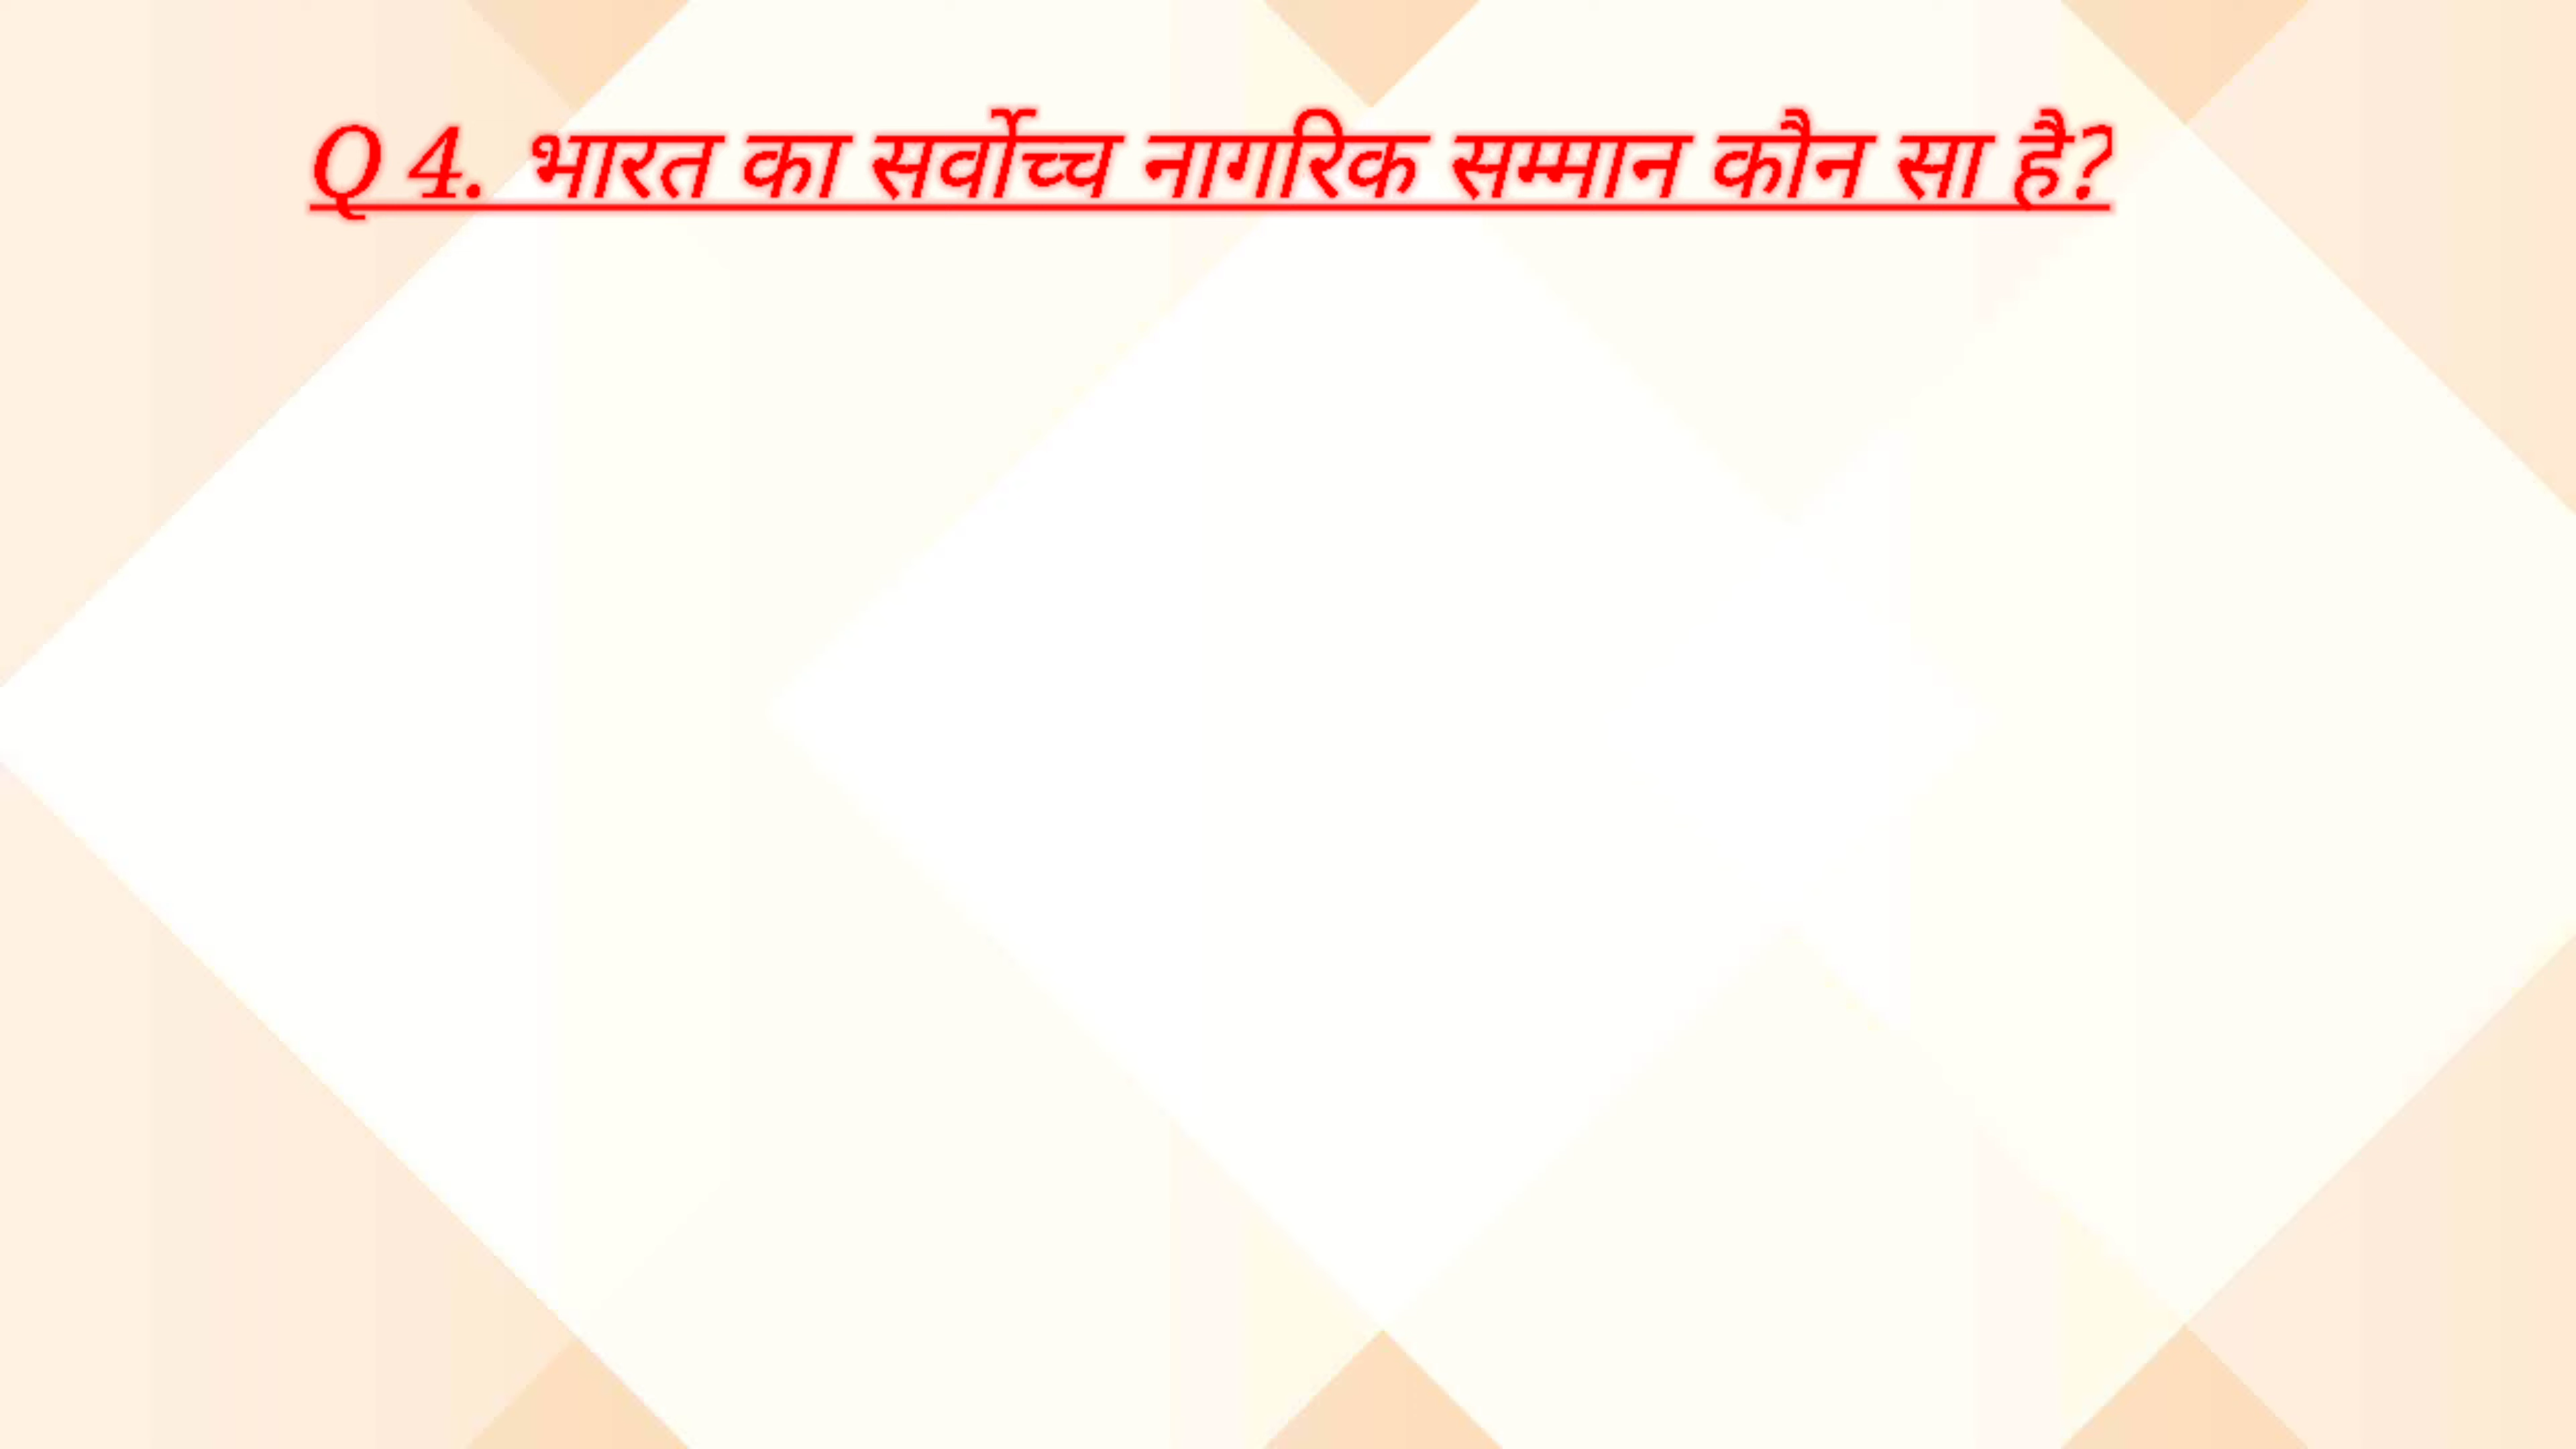 Q 4. भारत का सर्वोच्च नागरिक सम्मान कौन सा है?